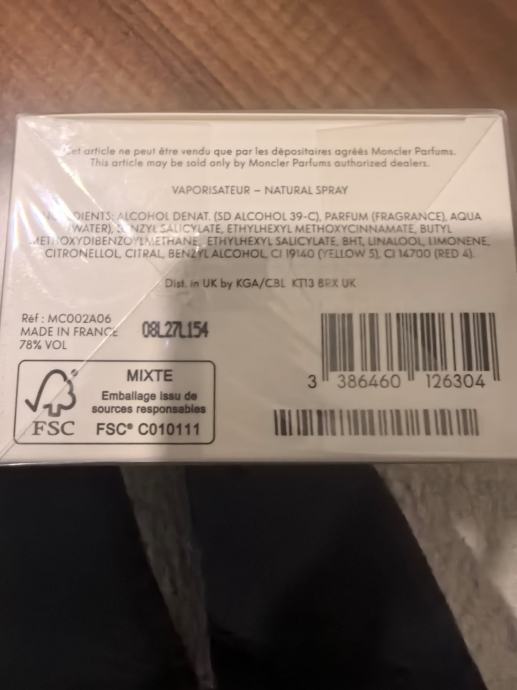 et article ne peut être vendu que par les dépositaires agréés Moncler Parfums.
This article may be sold only by Moncler Parfums authorized dealers.
VAPORISATEUR – NATURAL SPRAY
INGREDIENTS: ALCOHOL DENAT. (SD ALCOHOL 39-C), PARFUM (FRAGRANCE), AQUA
(WATER), BENZYL SALICYLATE, ETHYLHEXYL METHOXYCINNAMATE, BUTYL
METHOXYDIBENZOYLMETHANE, ETHYLHEXYL SALICYLATE, BHT, LINALOOL, LIMONENE,
CITRONELLOL, CITRAL, BENZYL ALCOHOL, CI 19140 (YELLOW 5), CI 14700 (RED 4).
Dist. in UK by KGA/CBL KT13 8RX UK
Réf : MC002A06
MADE IN FRANCE 08L27L154
78% VOL
MIXTE
Emballage issu de
sources responsables
FSC FSC® C010111
3 386460 126304